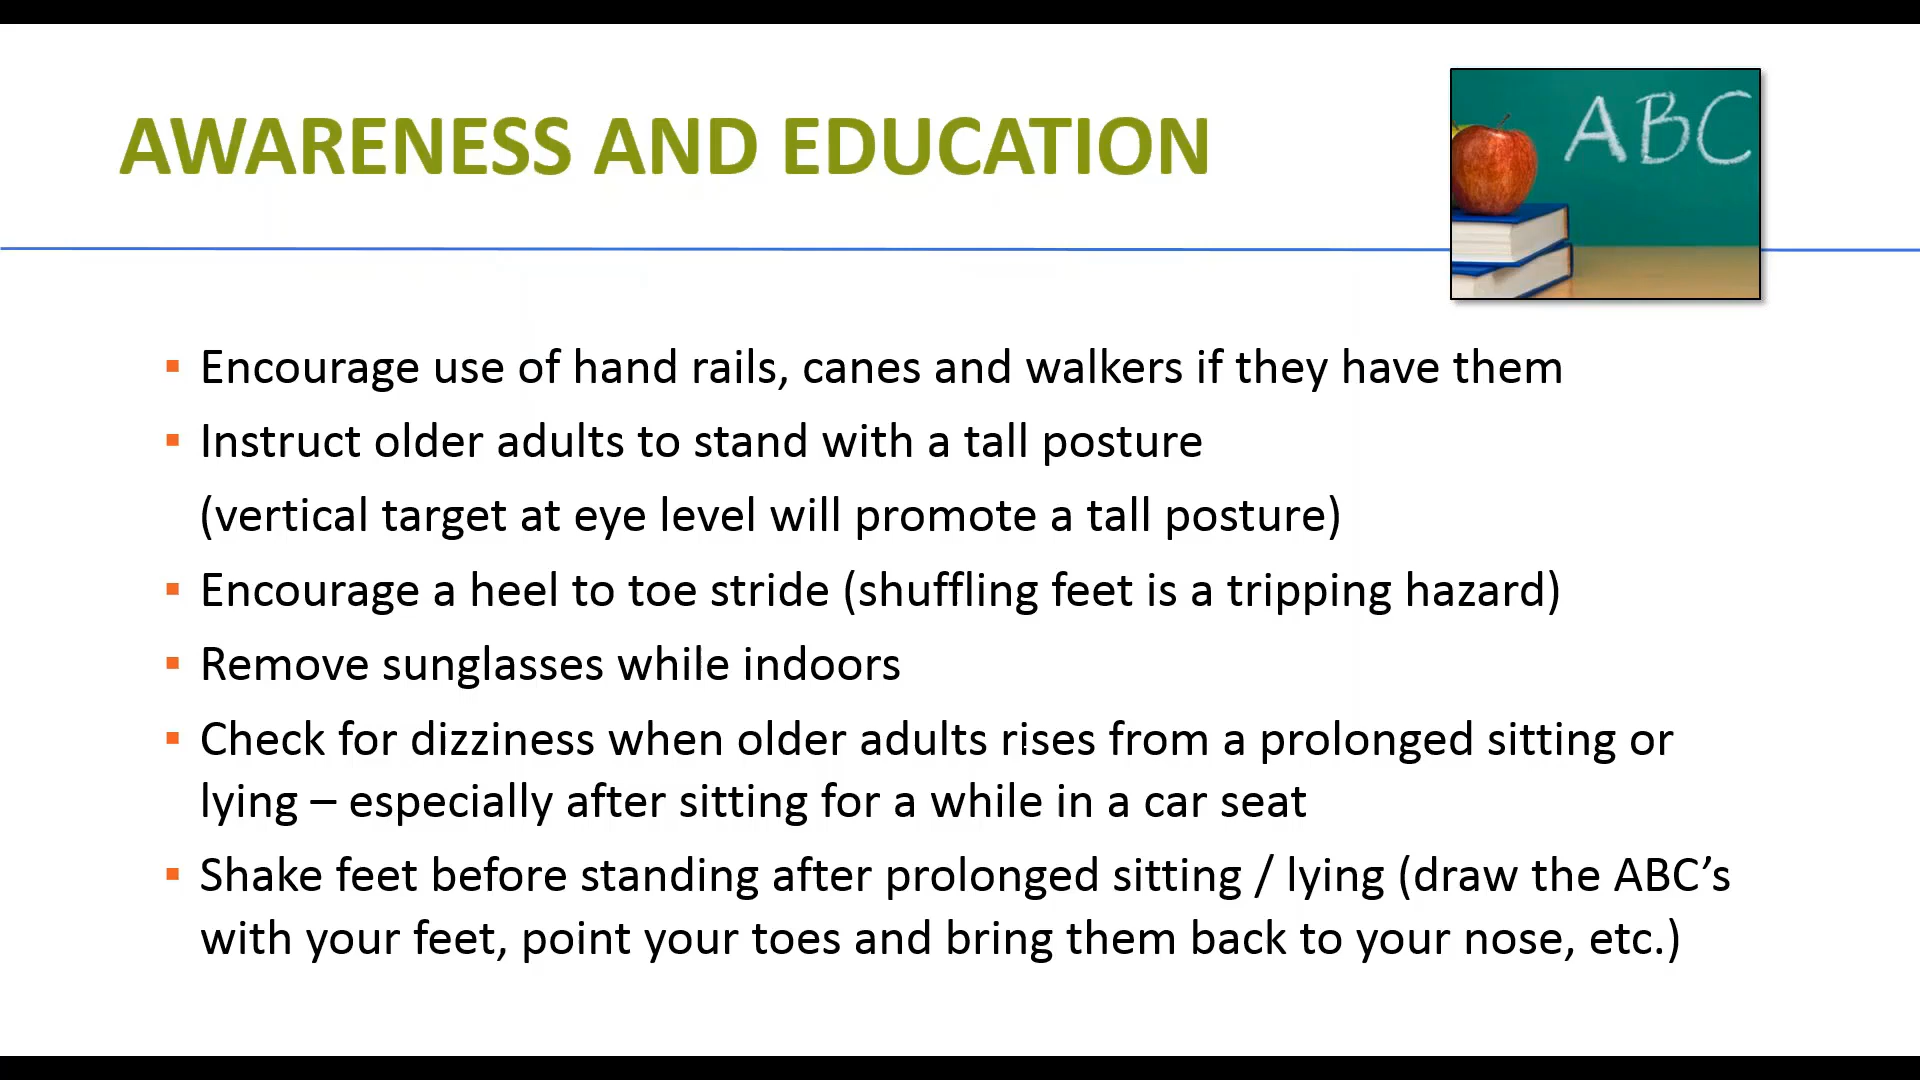 AWARENESS AND EDUCATION
ABC
▪ Encourage use of hand rails, canes and walkers if they have them
▪ Instruct older adults to stand with a tall posture
(vertical target at eye level will promote a tall posture)
▪ Encourage a heel to toe stride (shuffling feet is a tripping hazard)
▪ Remove sunglasses while indoors
▪ Check for dizziness when older adults rises from a prolonged sitting or
lying – especially after sitting for a while in a car seat
▪ Shake feet before standing after prolonged sitting / lying (draw the ABC’s
with your feet, point your toes and bring them back to your nose, etc.)